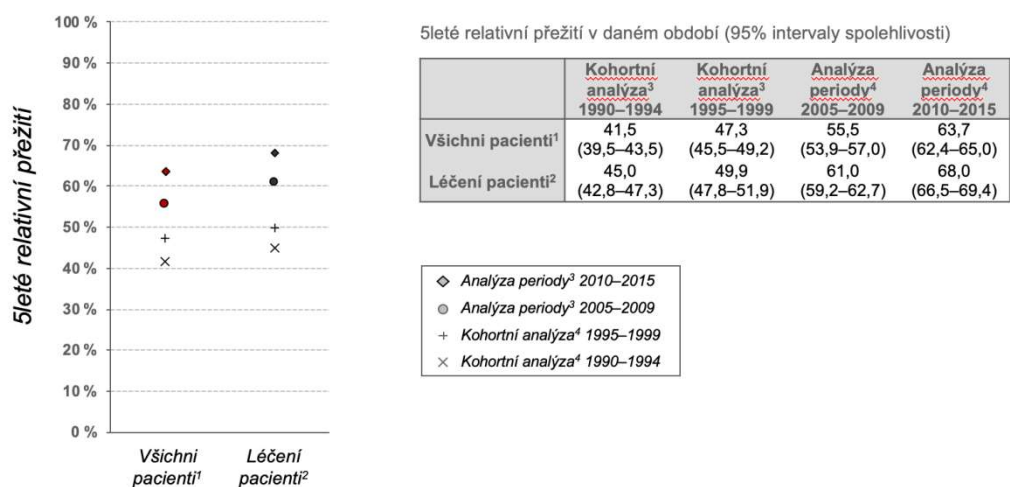 5leté relativní přežití
100 %
90 %
80 %
70 %
60 %
50 %
40 %
30 %
20 %
10 %
0 %
Všichni
pacienti¹
Léčení
pacienti²
5leté relativní přežití v daném období (95% intervaly spolehlivosti)
Kohortní Kohortní Analýza Analýza
analýza³ analýza³ periody⁴ periody⁴
1990–1994 1995–1999 2005–2009 2010–2015
Všichni pacienti¹ 41,5 47,3 55,5 63,7
(39,5–43,5) (45,5–49,2) (53,9–57,0) (62,4–65,0)
Léčení pacienti² 45,0 49,9 61,0 68,0
(42,8–47,3) (47,8–51,9) (59,2–62,7) (66,5–69,4)
Analýza periody³ 2010–2015
Analýza periody³ 2005–2009
Kohortní analýza⁴ 1995–1999
Kohortní analýza⁴ 1990–1994